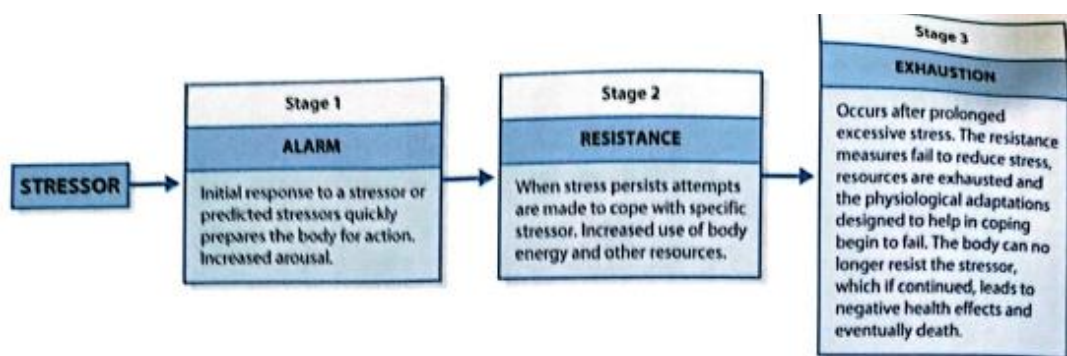 STRESSOR
Stage 1
ALARM
Initial response to a stressor or
predicted stressors quickly
prepares the body for action.
Increased arousal.
Stage 2
RESISTANCE
When stress persists attempts
are made to cope with specific
stressor. Increased use of body
energy and other resources.
Stage 3
EXHAUSTION
Occurs after prolonged
excessive stress. The resistance
measures fail to reduce stress,
resources are exhausted and
the physiological adaptations
designed to help in coping
begin to fail. The body can no
longer resist the stressor,
which if continued, leads to
negative health effects and
eventually death.